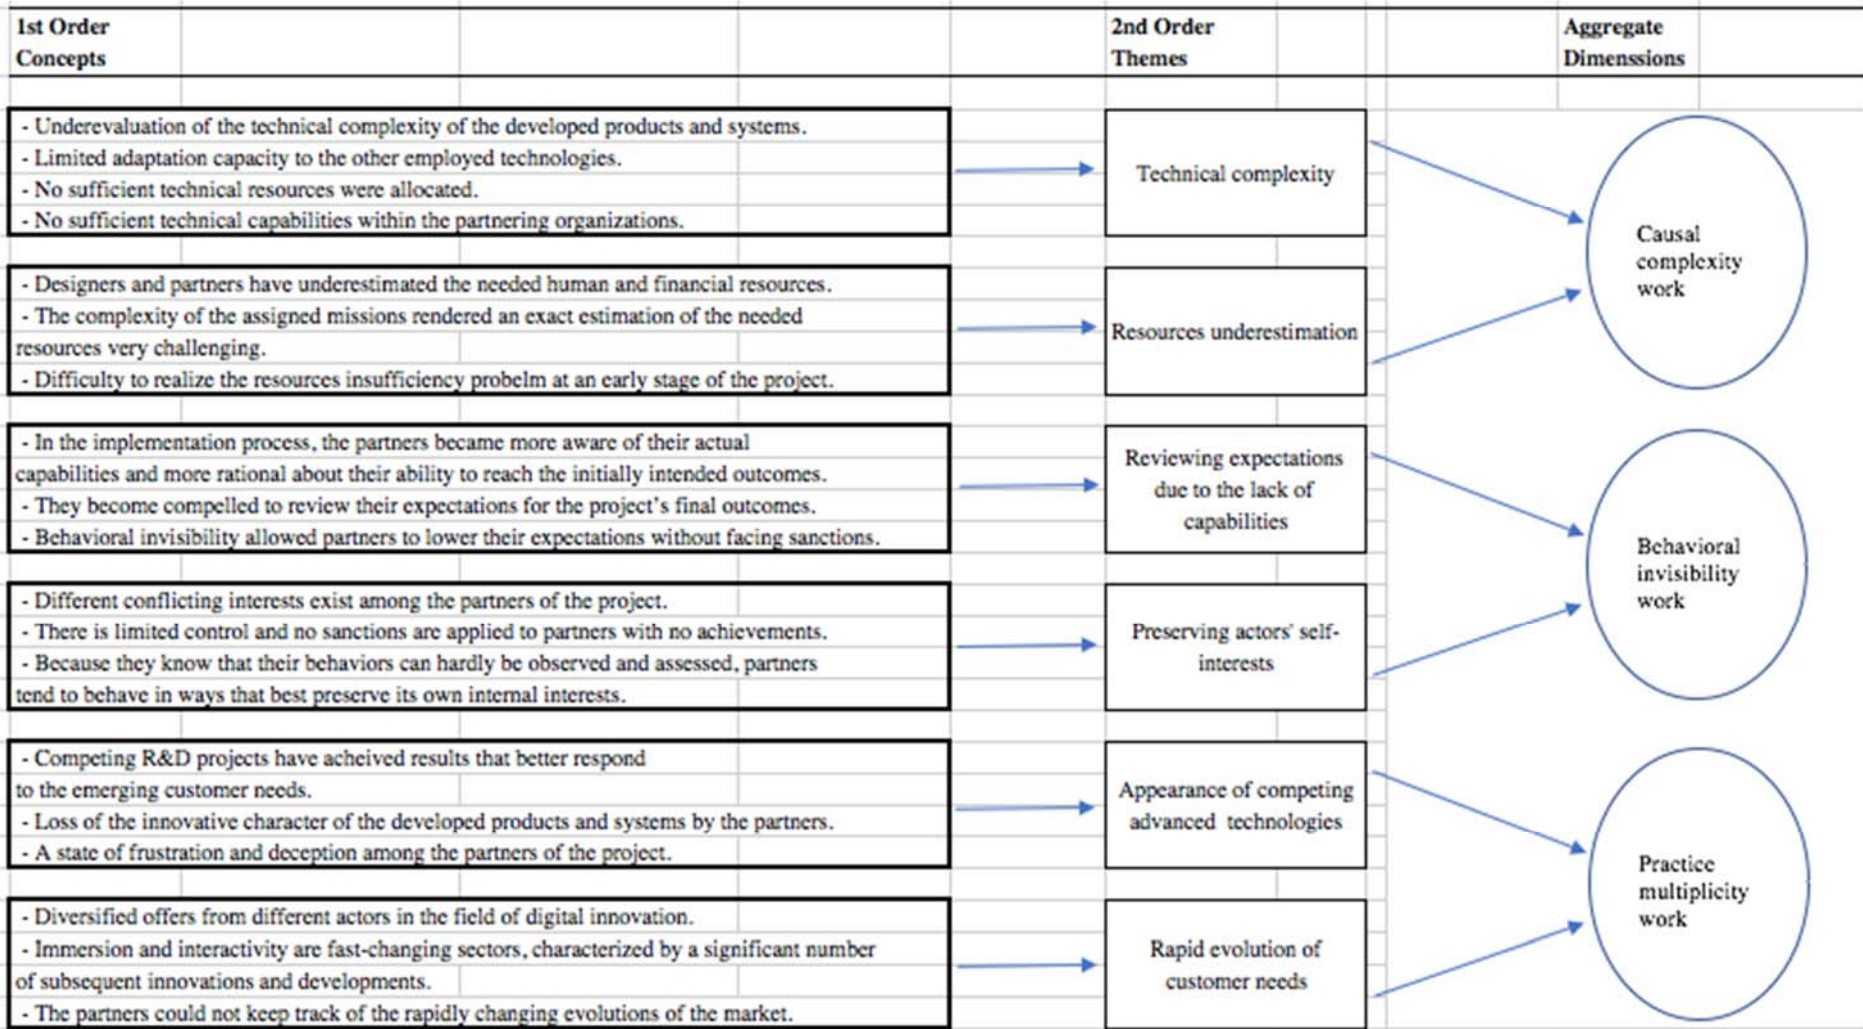 1st Order
Concepts
2nd Order
Themes
Aggregate
Dimenssions
- Underevaluation of the technical complexity of the developed products and systems.
- Limited adaptation capacity to the other employed technologies.
- No sufficient technical resources were allocated.
- No sufficient technical capabilities within the partnering organizations.
Technical complexity
Causal
complexity
work
- Designers and partners have underestimated the needed human and financial resources.
- The complexity of the assigned missions rendered an exact estimation of the needed
resources very challenging.
- Difficulty to realize the resources insufficiency probelm at an early stage of the project.
Resources underestimation
- In the implementation process, the partners became more aware of their actual
capabilities and more rational about their ability to reach the initially intended outcomes.
- They become compelled to review their expectations for the project's final outcomes.
- Behavioral invisibility allowed partners to lower their expectations without facing sanctions.
Reviewing expectations
due to the lack of
capabilities
Behavioral
invisibility
work
- Different conflicting interests exist among the partners of the project.
- There is limited control and no sanctions are applied to partners with no achievements.
- Because they know that their behaviors can hardly be observed and assessed, partners
tend to behave in ways that best preserve its own internal interests.
Preserving actors' self-
interests
- Competing R&D projects have acheived results that better respond
to the emerging customer needs.
- Loss of the innovative character of the developed products and systems by the partners.
- A state of frustration and deception among the partners of the project.
Appearance of competing
advanced technologies
Practice
multiplicity
work
- Diversified offers from different actors in the field of digital innovation.
- Immersion and interactivity are fast-changing sectors, characterized by a significant number
of subsequent innovations and developments.
- The partners could not keep track of the rapidly changing evolutions of the market.
Rapid evolution of
customer needs